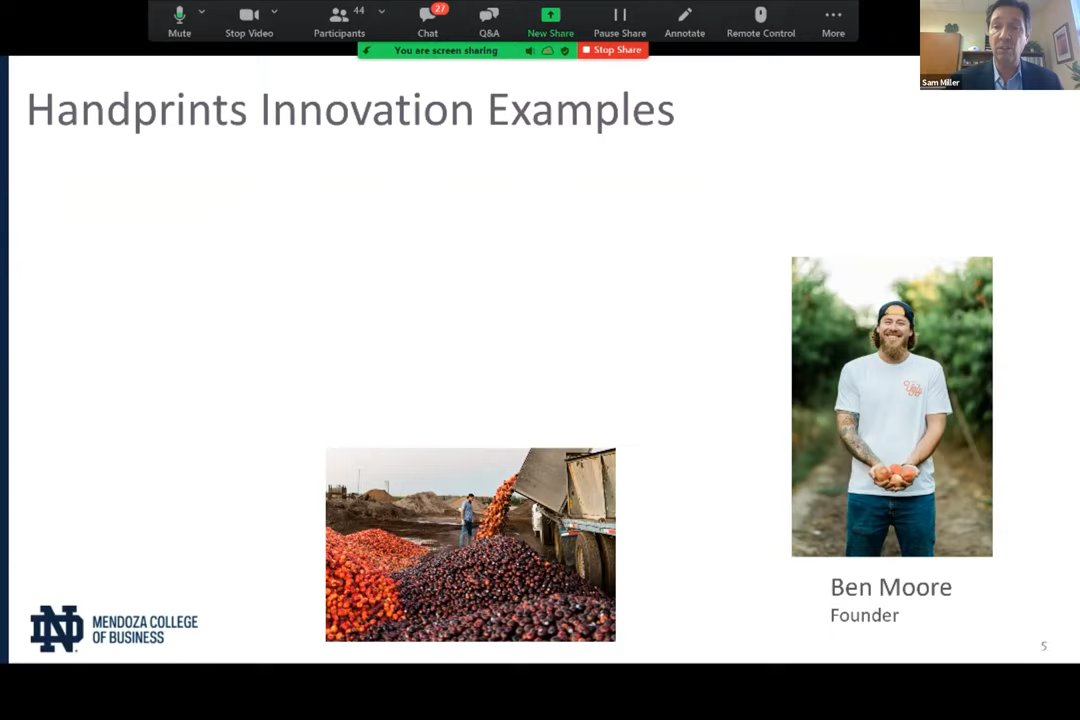 44
27
Mute
Stop Video
Participants
Chat
Q&A
New Share
Pause Share
Annotate
Remote Control
More
You are screen sharing
Stop Share
Sam Miller
Handprints Innovation Examples
Ben Moore
Founder
ND
MENDOZA COLLEGE
OF BUSINESS
5